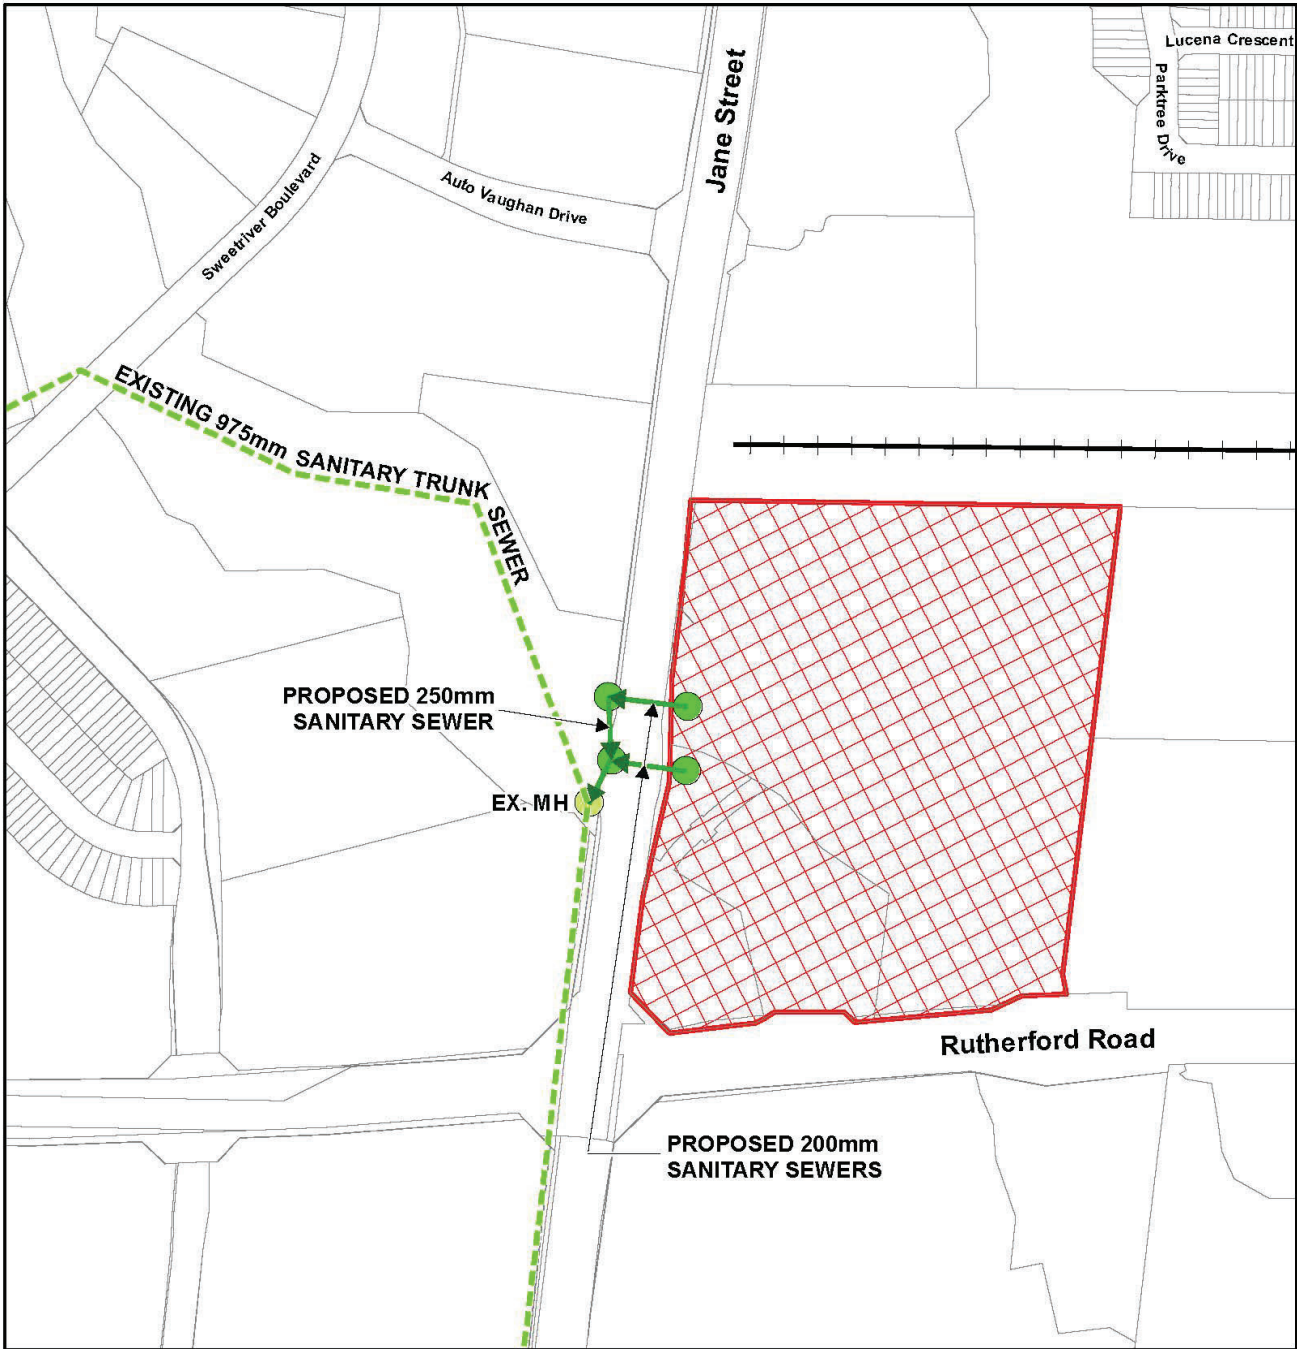 Lucena Crescent
Parktree Drive
Jane Street
Auto Vaughan Drive
Sweetriver Boulevard
EXISTING 975mm SANITARY TRUNK SEWER
PROPOSED 250mm
SANITARY SEWER
EX. MH
Rutherford Road
PROPOSED 200mm
SANITARY SEWERS